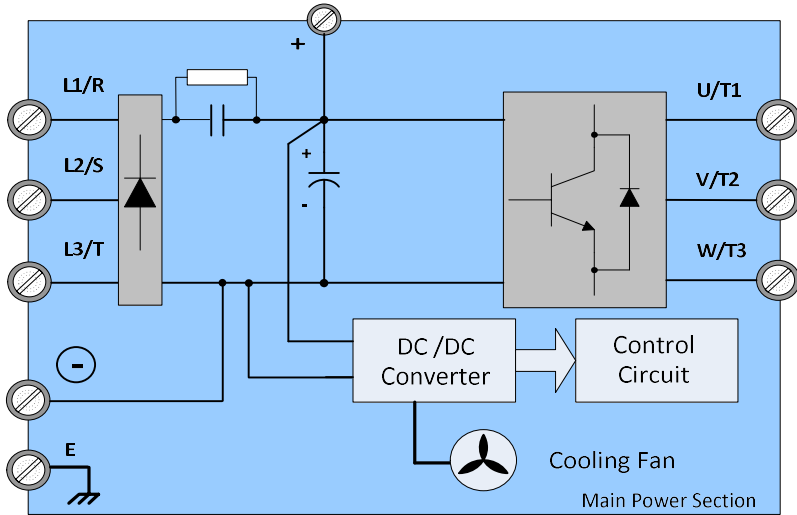 +
L1/R
U/T1
L2/S
+
-
V/T2
L3/T
W/T3
-
DC /DC
Converter
Control
Circuit
E
Cooling Fan
Main Power Section